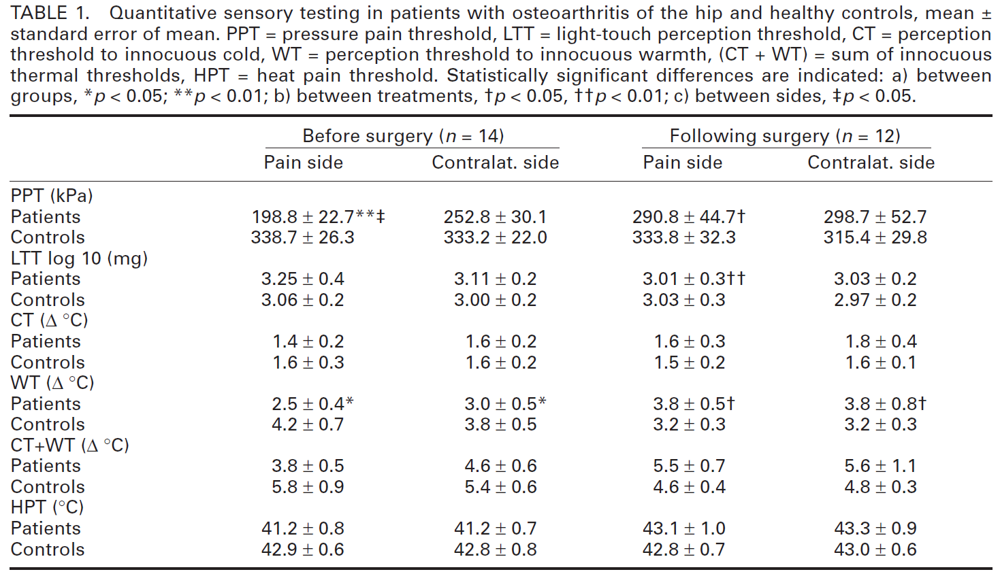 TABLE 1. Quantitative sensory testing in patients with osteoarthritis of the hip and healthy controls, mean ±
standard error of mean. PPT = pressure pain threshold, LTT = light-touch perception threshold, CT = perception
threshold to innocuous cold, WT = perception threshold to innocuous warmth, (CT + WT) = sum of innocuous
thermal thresholds, HPT = heat pain threshold. Statistically significant differences are indicated: a) between
groups, *p < 0.05; **p < 0.01; b) between treatments, †p < 0.05, ††p < 0.01; c) between sides, ‡p < 0.05.
Before surgery (n = 14) Following surgery (n = 12)
Pain side Contralat. side Pain side Contralat. side
PPT (kPa)
Patients 198.8 ± 22.7**‡ 252.8 ± 30.1 290.8 ± 44.7† 298.7 ± 52.7
Controls 338.7 ± 26.3 333.2 ± 22.0 333.8 ± 32.3 315.4 ± 29.8
LTT log 10 (mg)
Patients 3.25 ± 0.4 3.11 ± 0.2 3.01 ± 0.3†† 3.03 ± 0.2
Controls 3.06 ± 0.2 3.00 ± 0.2 3.03 ± 0.3 2.97 ± 0.2
CT (Δ °C)
Patients 1.4 ± 0.2 1.6 ± 0.2 1.6 ± 0.3 1.8 ± 0.4
Controls 1.6 ± 0.3 1.6 ± 0.2 1.5 ± 0.2 1.6 ± 0.1
WT (Δ °C)
Patients 2.5 ± 0.4* 3.0 ± 0.5* 3.8 ± 0.5† 3.8 ± 0.8†
Controls 4.2 ± 0.7 3.8 ± 0.5 3.2 ± 0.3 3.2 ± 0.3
CT+WT (Δ °C)
Patients 3.8 ± 0.5 4.6 ± 0.6 5.5 ± 0.7 5.6 ± 1.1
Controls 5.8 ± 0.9 5.4 ± 0.6 4.6 ± 0.4 4.8 ± 0.3
HPT (°C)
Patients 41.2 ± 0.8 41.2 ± 0.7 43.1 ± 1.0 43.3 ± 0.9
Controls 42.9 ± 0.6 42.8 ± 0.8 42.8 ± 0.7 43.0 ± 0.6